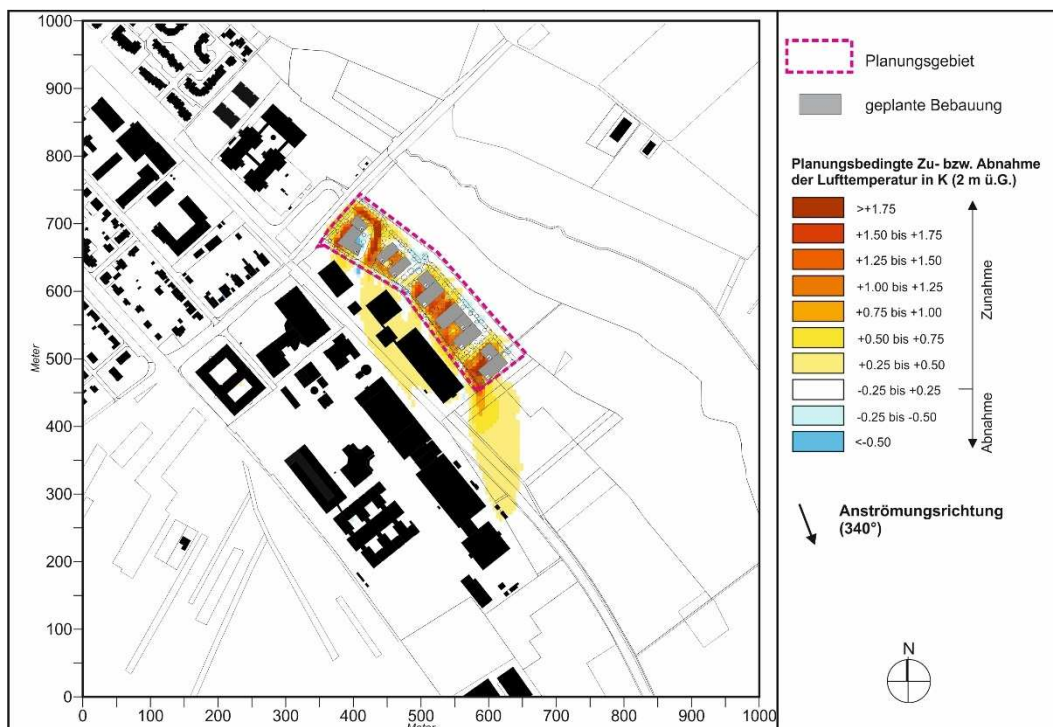 1000
900
800
700
600
500
400
300
200
100
0
Meter
0 100 200 300 400 500 600 700 800 900 1000
Meter
Planungsgebiet
geplante Bebauung
Planungsbedingte Zu- bzw. Abnahme
der Lufttemperatur in K (2 m ü.G.)
>+1.75
+1.50 bis +1.75
+1.25 bis +1.50
+1.00 bis +1.25
+0.75 bis +1.00
+0.50 bis +0.75
+0.25 bis +0.50
-0.25 bis +0.25
-0.25 bis -0.50
<-0.50
Zunahme
Abnahme
Anströmungsrichtung
(340°)
N